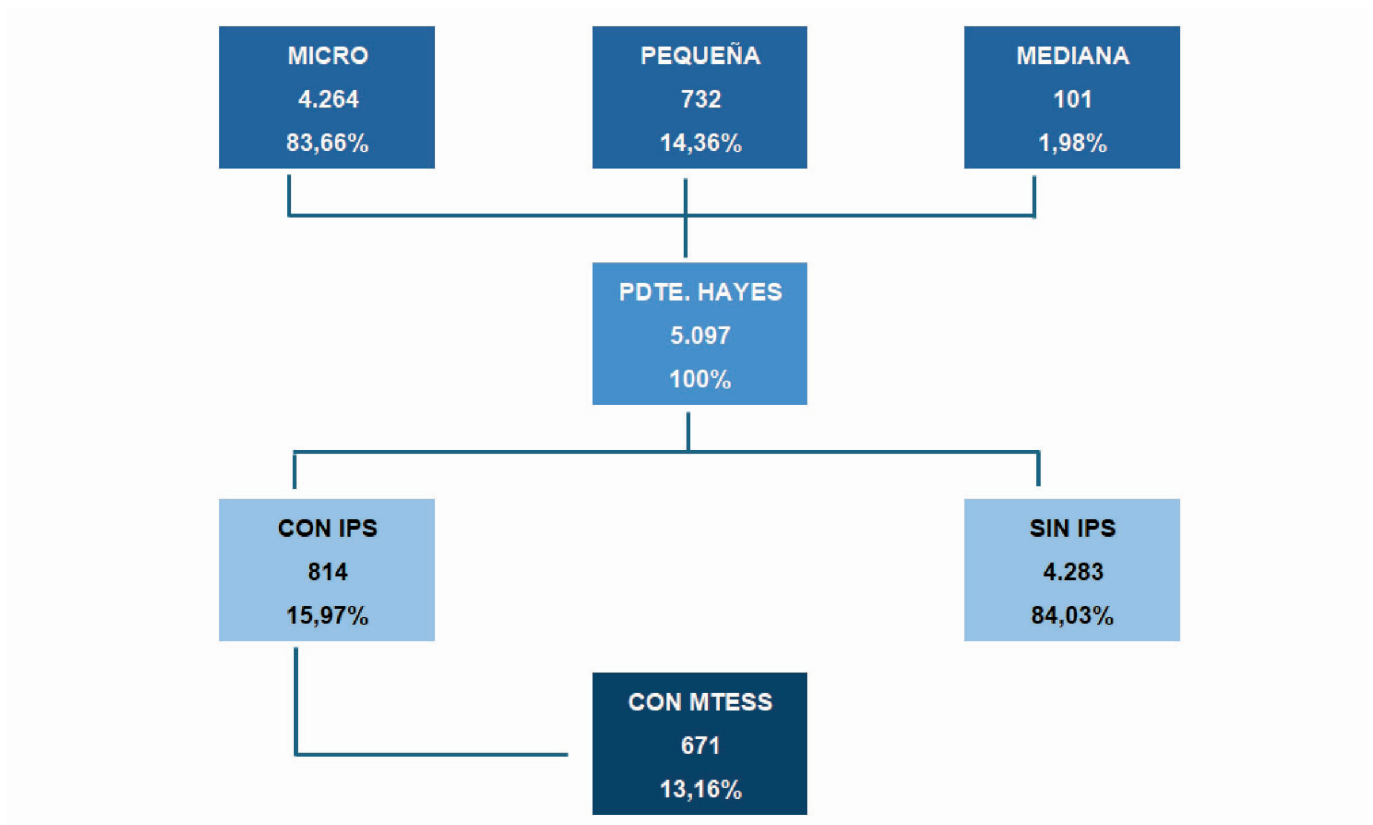 MICRO
4.264
83,66%
PEQUEÑA
732
14,36%
MEDIANA
101
1,98%
PDTE. HAYES
5.097
100%
CON IPS
814
15,97%
SIN IPS
4.283
84,03%
CON MTESS
671
13,16%